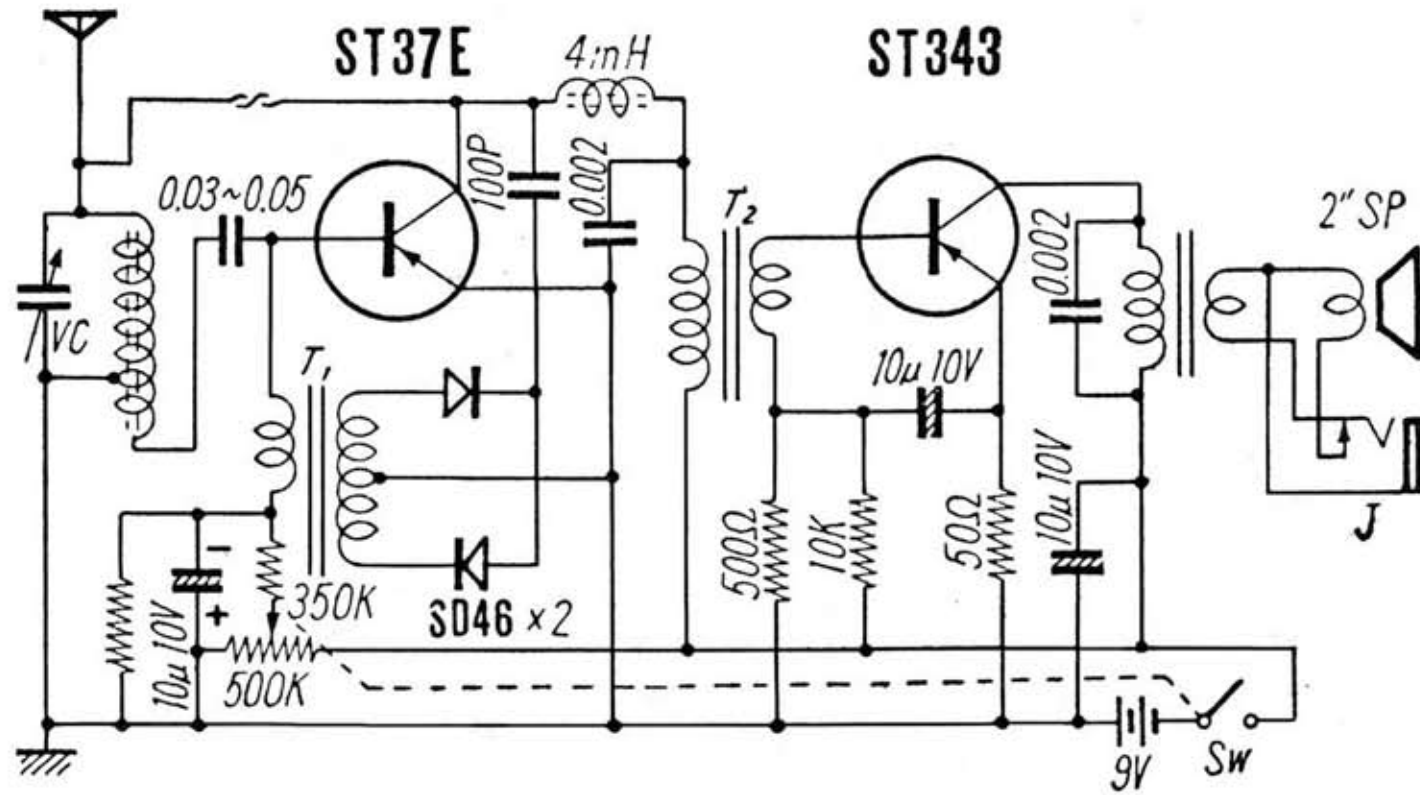 ST37E
4mH
ST343
100P
0.002
0.03~0.05
T2
2" SP
0.002
VC
T1
10μ 10V
10μ 10V
500Ω
10K
50Ω
J
-
+
350K
SD46 × 2
10μ 10V
500K
9V
SW